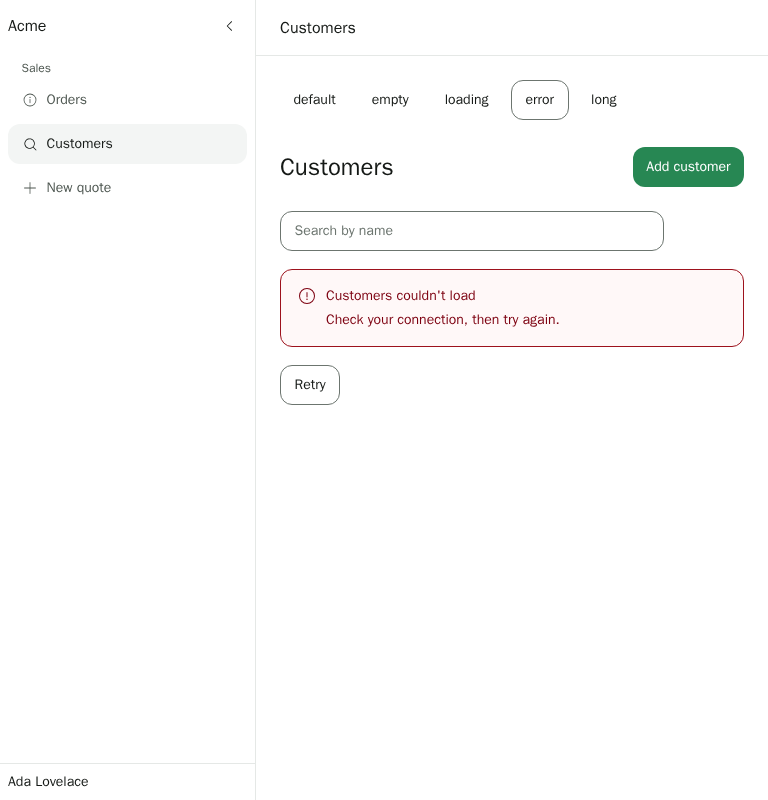 Acme
Sales
Orders
Customers
New quote
Ada Lovelace
Customers
default empty loading error long
Customers
Add customer
Search by name
Customers couldn't load
Check your connection, then try again.
Retry